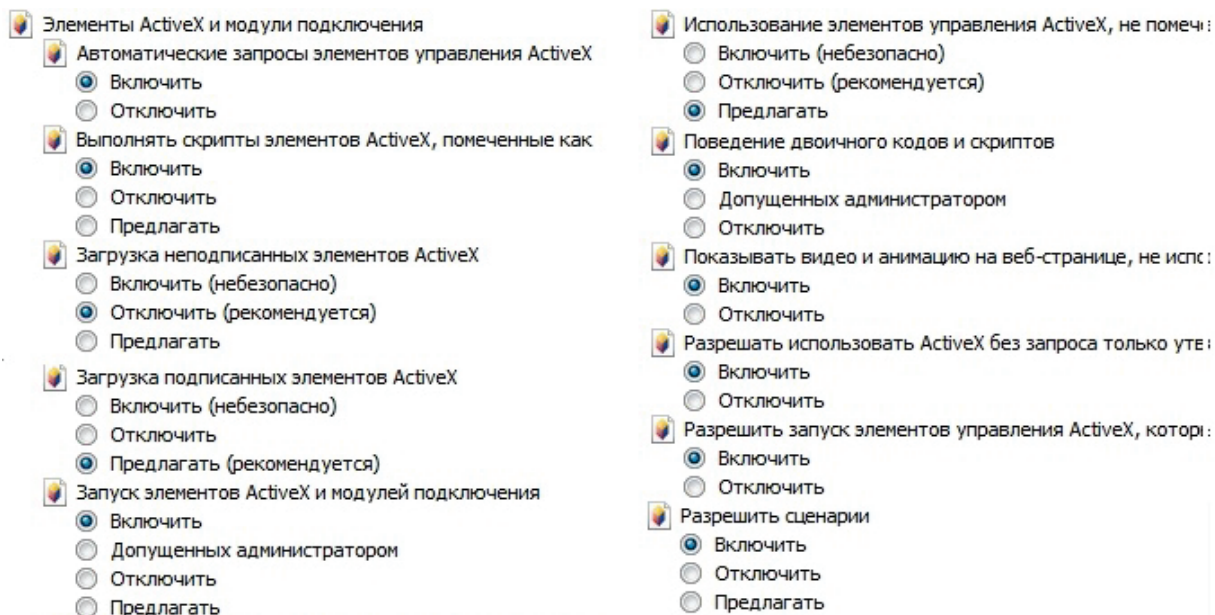 Элементы ActiveX и модули подключения
Автоматические запросы элементов управления ActiveX
Включить
Отключить
Выполнять скрипты элементов ActiveX, помеченные как
Включить
Отключить
Предлагать
Загрузка неподписанных элементов ActiveX
Включить (небезопасно)
Отключить (рекомендуется)
Предлагать
Загрузка подписанных элементов ActiveX
Включить (небезопасно)
Отключить
Предлагать (рекомендуется)
Запуск элементов ActiveX и модулей подключения
Включить
Допущенных администратором
Отключить
Предлагать
Использование элементов управления ActiveX, не
Включить (небезопасно)
Отключить (рекомендуется)
Предлагать
Поведение двоичного кодов и скриптов
Включить
Допущенных администратором
Отключить
Показывать видео и анимацию на веб-странице, не
Включить
Отключить
Разрешать использовать ActiveX без запроса только
Включить
Отключить
Разрешить запуск элементов управления ActiveX,
Включить
Отключить
Разрешить сценарии
Включить
Отключить
Предлагать